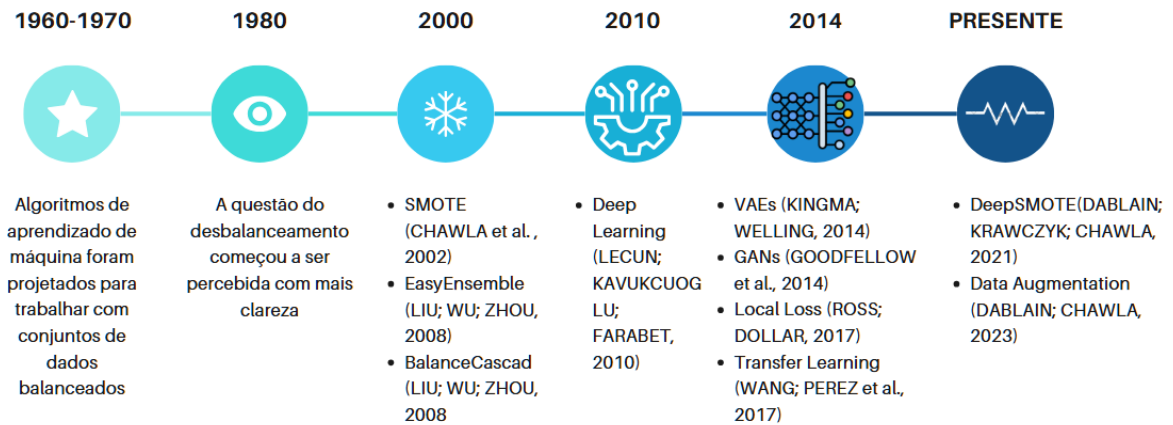 1960-1970
Algoritmos de
aprendizado de
máquina foram
projetados para
trabalhar com
conjuntos de
dados
balanceados
1980
A questão do
desbalanceamento
começou a ser
percebida com mais
clareza
2000
• SMOTE
(CHAWLA et al. ,
2002)
• EasyEnsemble
(LIU; WU; ZHOU,
2008)
• BalanceCascad
(LIU; WU; ZHOU,
2008
2010
• Deep
Learning
(LECUN;
KAVUKCUOG
LU;
FARABET,
2010)
2014
• VAEs (KINGMA;
WELLING, 2014)
• GANs (GOODFELLOW
et al., 2014)
• Local Loss (ROSS;
DOLLAR, 2017)
• Transfer Learning
(WANG; PEREZ et al.,
2017)
PRESENTE
• DeepSMOTE(DABLAIN;
KRAWCZYK; CHAWLA,
2021)
• Data Augmentation
(DABLAIN; CHAWLA,
2023)